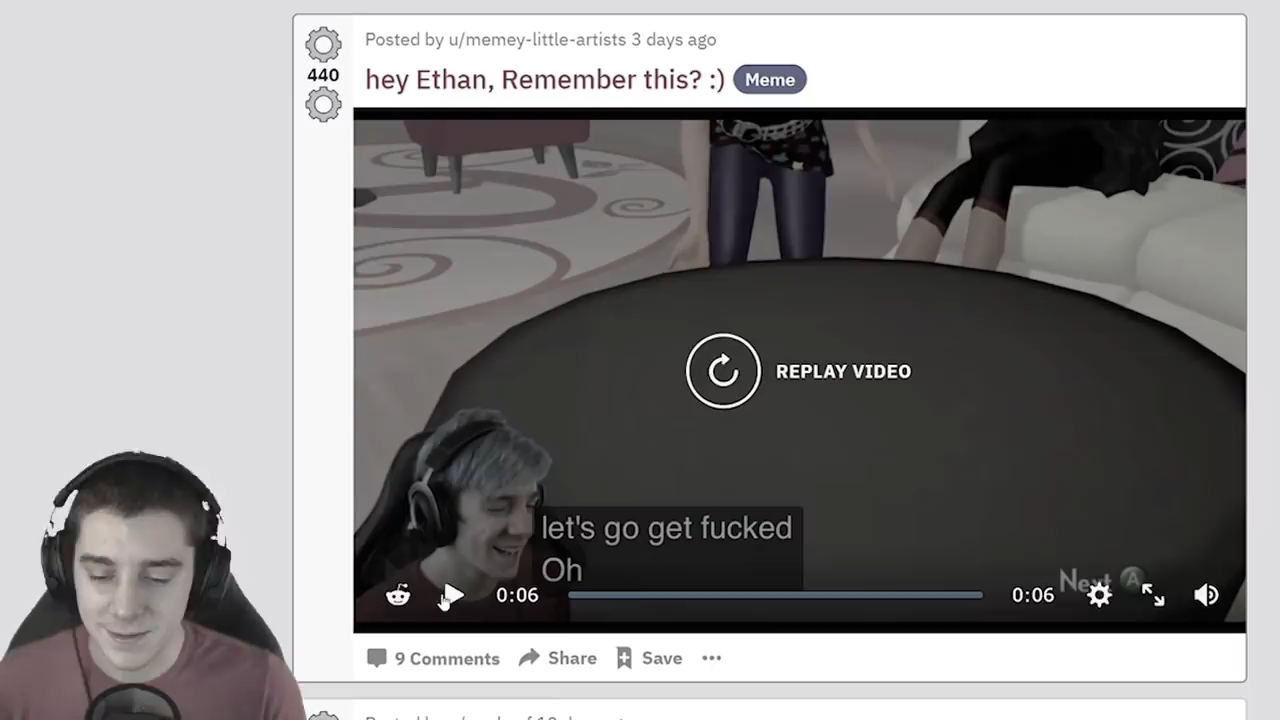 Posted by u/memey-little-artists 3 days ago
440
hey Ethan, Remember this? :) Meme
REPLAY VIDEO
let's go get fucked
Oh
Next A
0:06 0:06
9 Comments Share Save